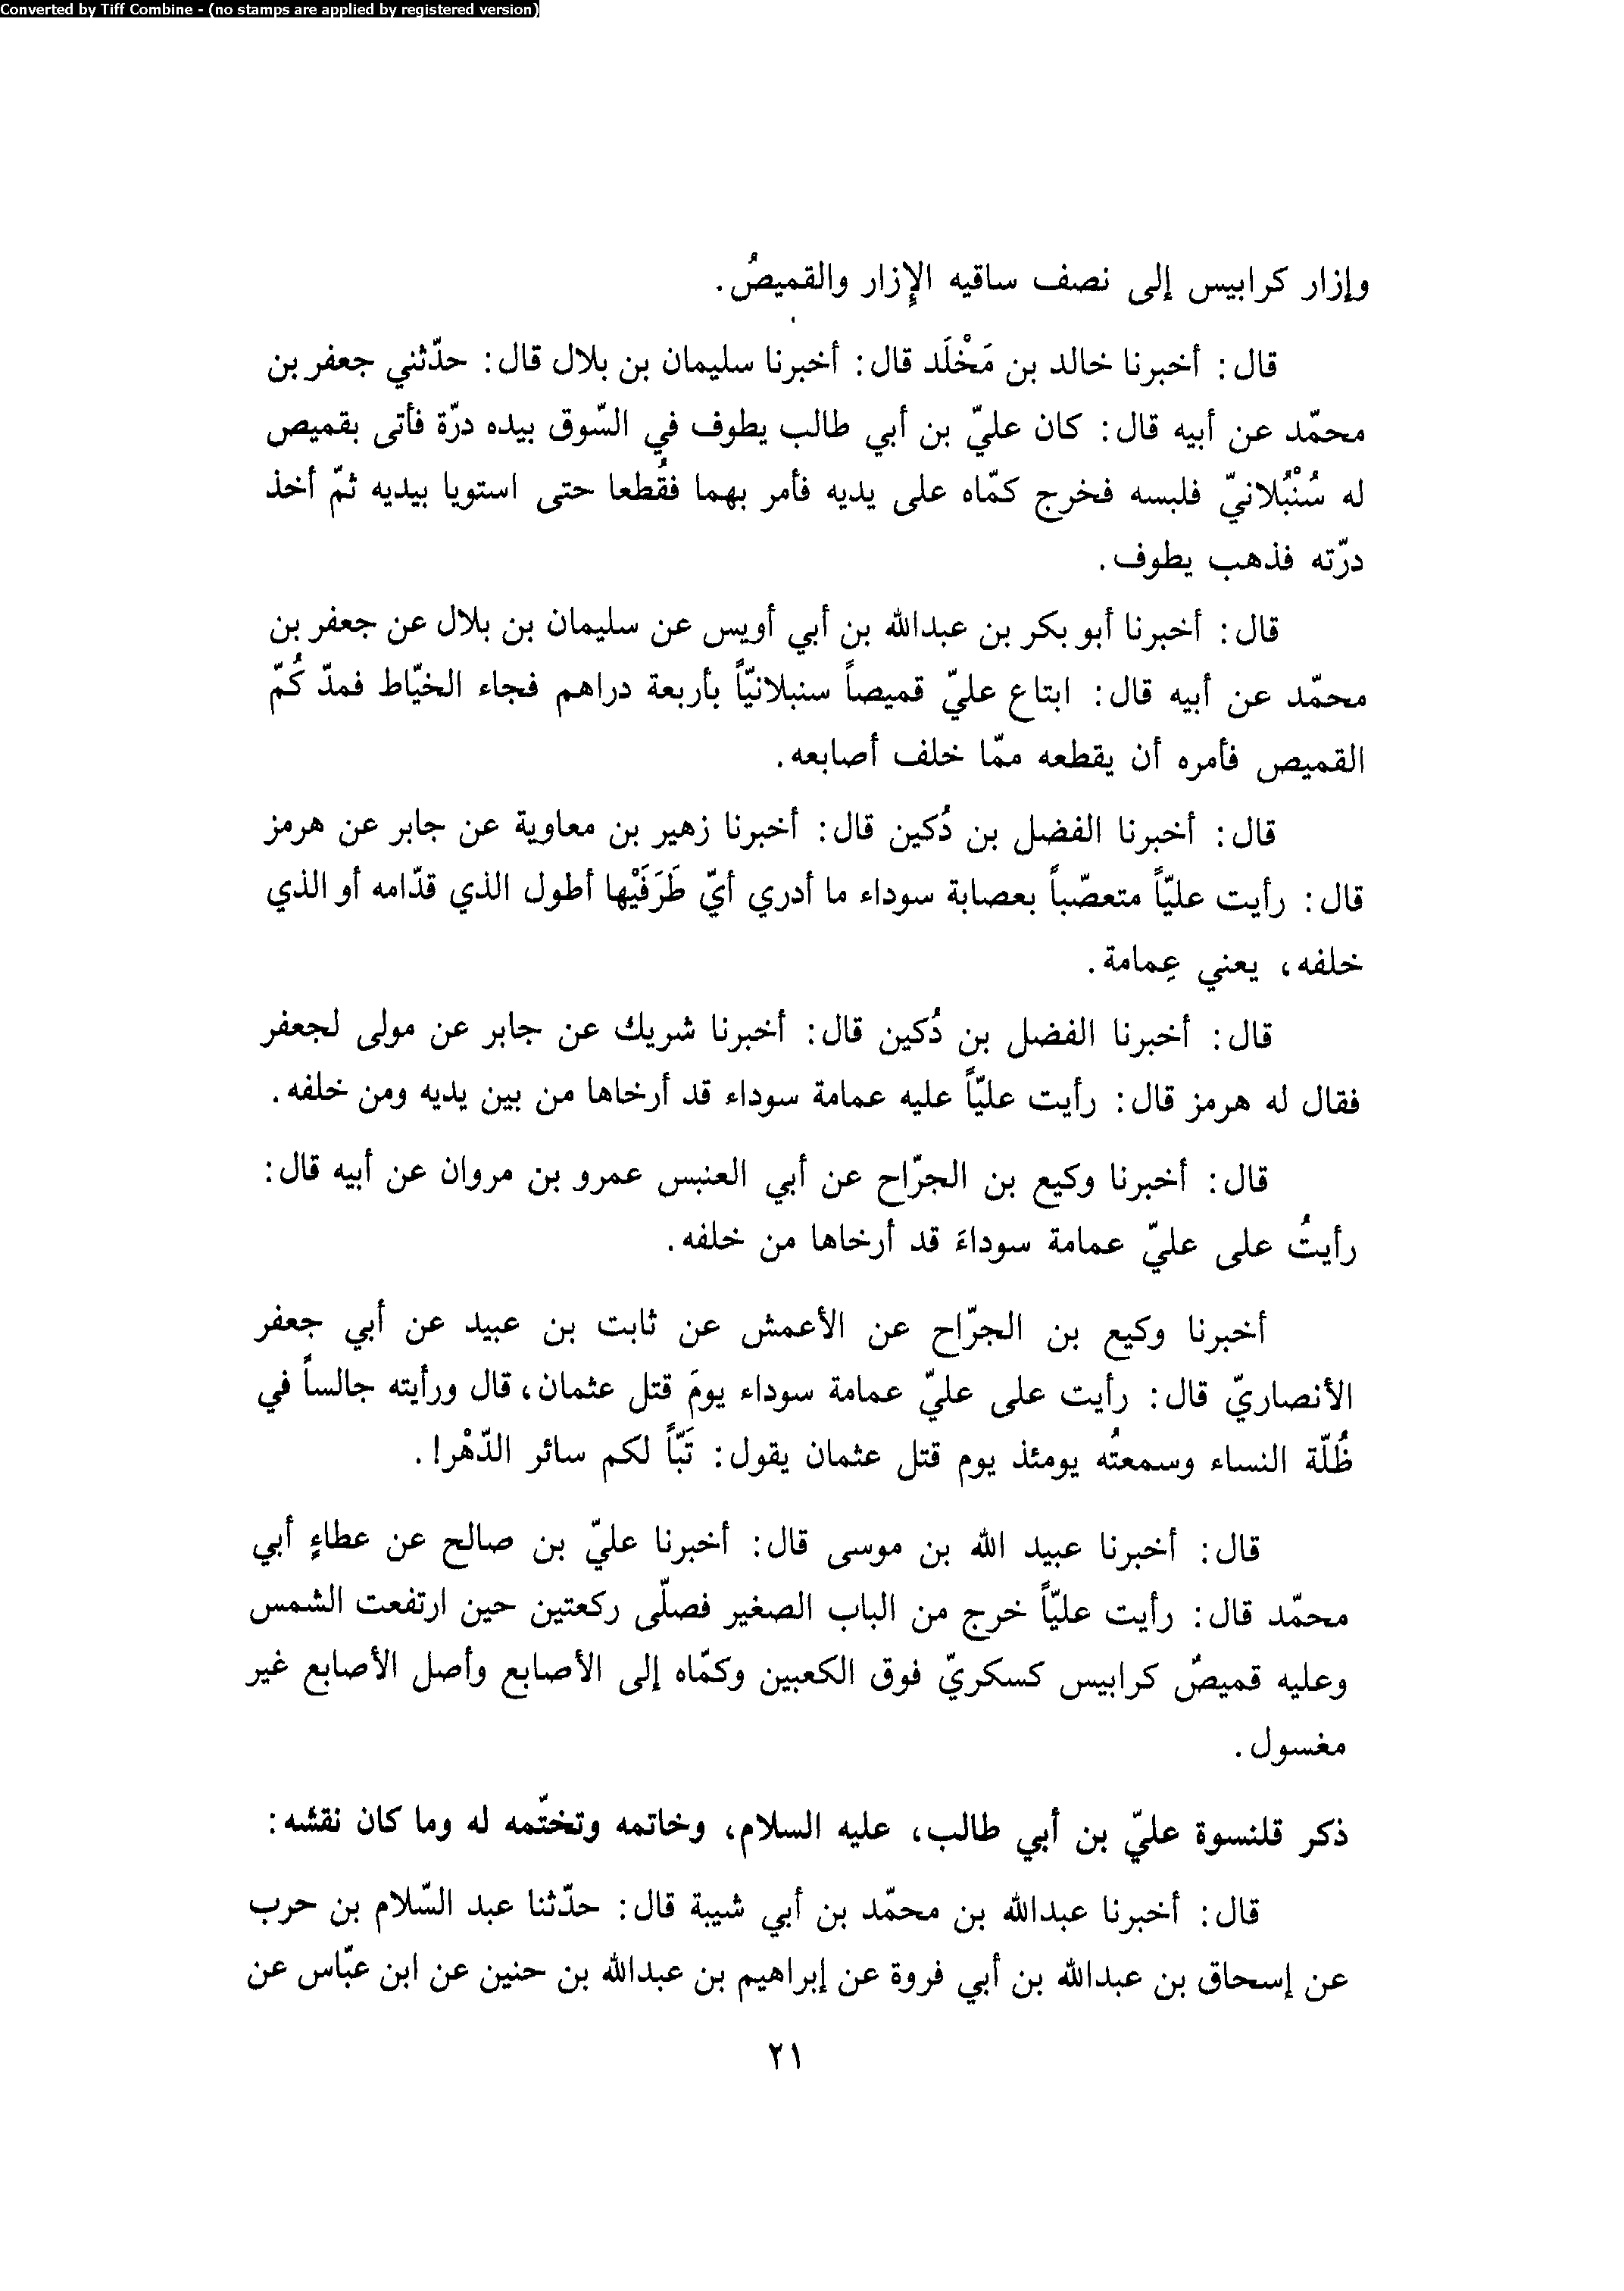 Converted by Tiff Combine - (no stamps are applied by registered version)
وإزار كرابيس إلى نصف ساقيه الإزار والقميصُ.
قال: أخبرنا خالد بن مَخْلَد قال: أخبرنا سليمان بن بلال قال: حدّثني جعفر بن
محمّد عن أبيه قال: كان عليّ بن أبي طالب يطوف في السّوق بيده درّة فأتى بقميص
له سُنْبُلانيّ فلبسه فخرج كمّاه على يديه فأمر بهما فقُطعا حتى استويا بيديه ثمّ أخذ
درّته فذهب يطوف.
قال: أخبرنا أبو بكر بن عبدالله بن أبي أويس عن سليمان بن بلال عن جعفر بن
محمّد عن أبيه قال: ابتاع عليّ قميصاً سنبلانيّاً بأربعة دراهم فجاء الخيّاط فمدّ كُمّ
القميص فأمره أن يقطعه ممّا خلف أصابعه.
قال: أخبرنا الفضل بن دُكين قال: أخبرنا زهير بن معاوية عن جابر عن هرمز
قال: رأيت عليّاً متعصّباً بعصابة سوداء ما أدري أيّ طَرَفَيْها أطول الذي قدّامه أو الذي
خلفه، يعني عِمامة.
قال: أخبرنا الفضل بن دُكين قال: أخبرنا شريك عن جابر عن مولى لجعفر
فقال له هرمز قال: رأيت عليّاً عليه عمامة سوداء قد أرخاها من بين يديه ومن خلفه.
قال: أخبرنا وكيع بن الجرّاح عن أبي العنبس عمرو بن مروان عن أبيه قال:
رأيتُ على عليّ عمامة سوداءَ قد أرخاها من خلفه.
أخبرنا وكيع بن الجرّاح عن الأعمش عن ثابت بن عبيد عن أبي جعفر
الأنصاريّ قال: رأيت على عليّ عمامة سوداء يومَ قتل عثمان، قال ورأيته جالساً في
ظُلّة النساء وسمعتُه يومئذ يوم قتل عثمان يقول: تَبّاً لكم سائر الدّهْر!.
قال: أخبرنا عبيد الله بن موسى قال: أخبرنا عليّ بن صالح عن عطاءٍ أبي
محمّد قال: رأيت عليّاً خرج من الباب الصغير فصلّى ركعتين حين ارتفعت الشمس
وعليه قميصٌ كرابيس كسكريّ فوق الكعبين وكمّاه إلى الأصابع وأصل الأصابع غير
مغسول.
ذكر قلنسوة عليّ بن أبي طالب، عليه السلام، وخاتمه وتختّمه له وما كان نقشه:
قال: أخبرنا عبدالله بن محمّد بن أبي شيبة قال: حدّثنا عبد السّلام بن حرب
عن إسحاق بن عبدالله بن أبي فروة عن إبراهيم بن عبدالله بن حنين عن ابن عبّاس عن
٢١